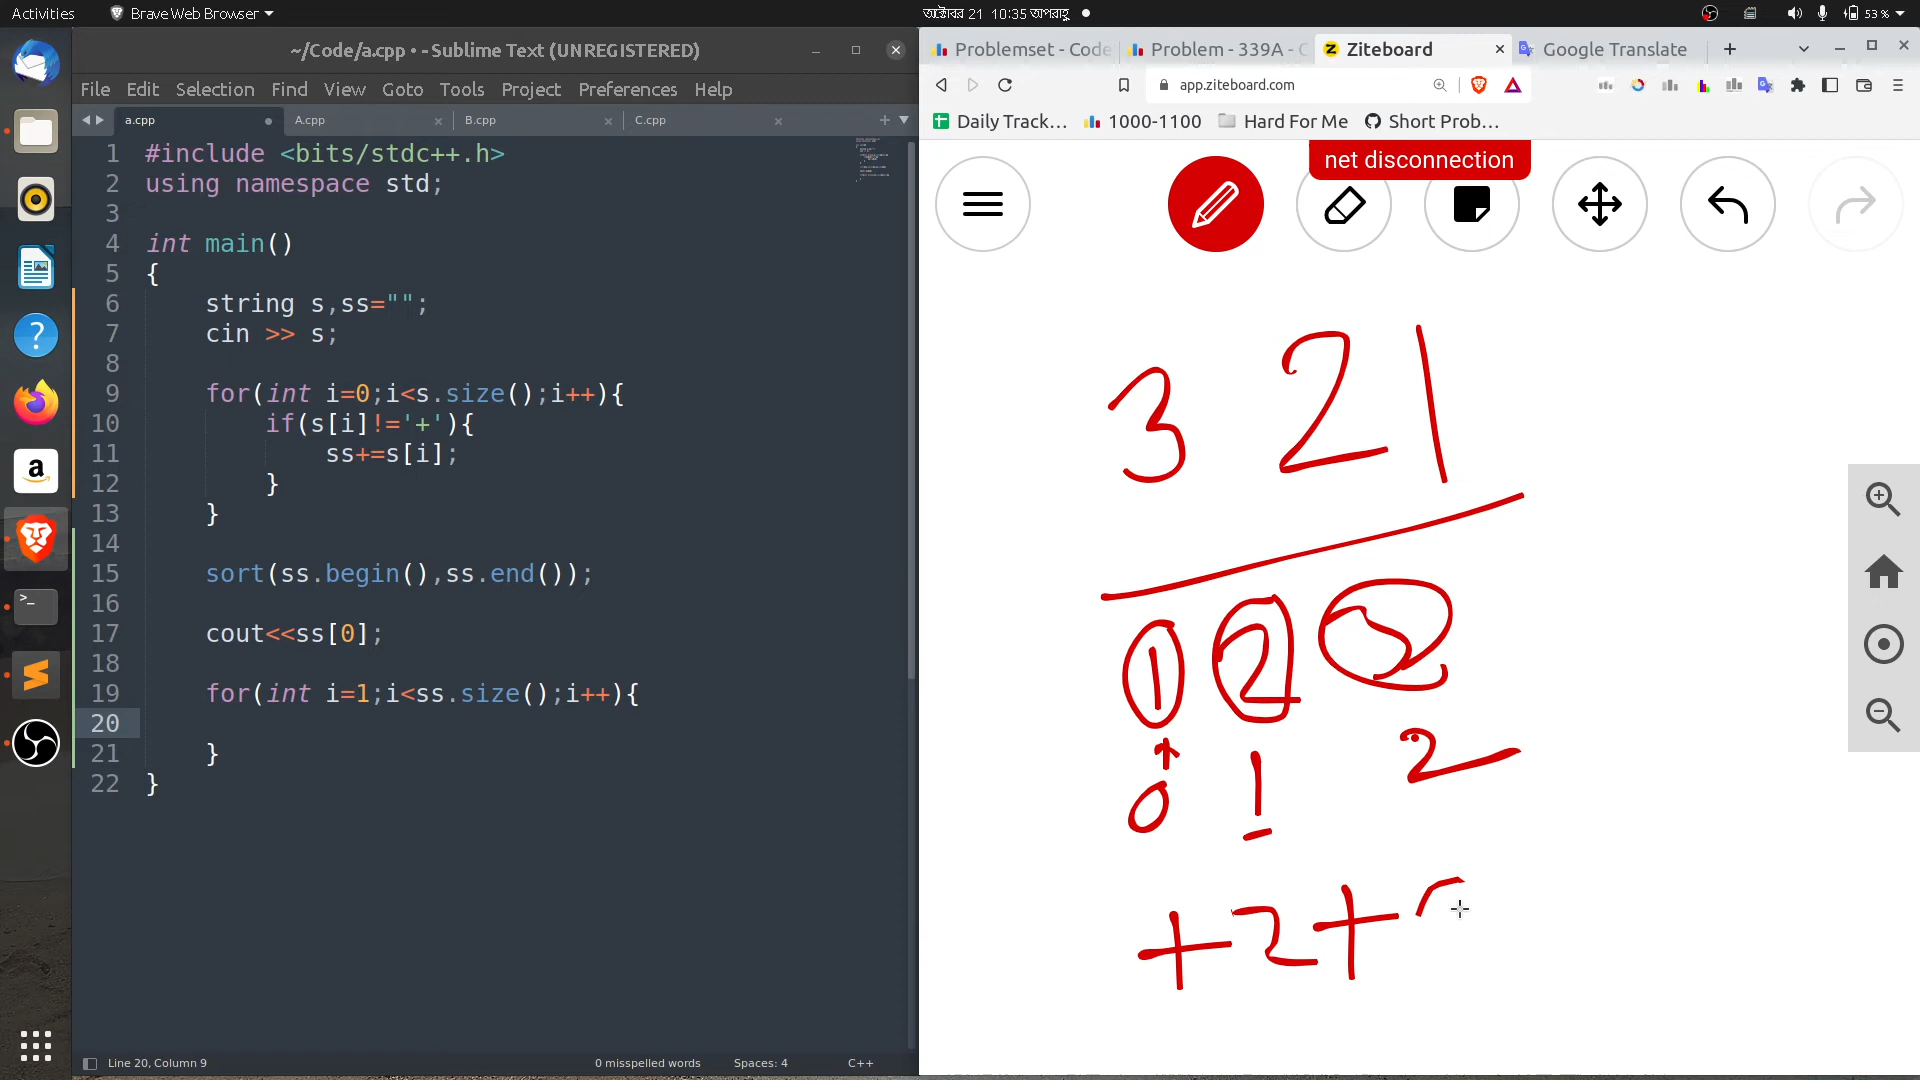 Activities
Brave Web Browser
অক্টোবর 21 10:35 অপরাহ্ণ
53 %
~/Code/a.cpp • - Sublime Text (UNREGISTERED)
File Edit Selection Find View Goto Tools Project Preferences Help
a.cpp A.cpp B.cpp C.cpp
1 #include <bits/stdc++.h>
2 using namespace std;
3
4 int main()
5 {
6 string s,ss="";
7 cin >> s;
8
9 for(int i=0;i<s.size();i++){
10 if(s[i]!='+'){
11 ss+=s[i];
12 }
13 }
14
15 sort(ss.begin(),ss.end());
16
17 cout<<ss[0];
18
19 for(int i=1;i<ss.size();i++){
20
21 }
22 }
Line 20, Column 9
0 misspelled words
Spaces: 4
C++
Problemset - Code
Problem - 339A - C
Ziteboard
Google Translate
app.ziteboard.com
Daily Track... 1000-1100 Hard For Me Short Prob...
net disconnection
3 2 1
1 2
0 1 2
+2+